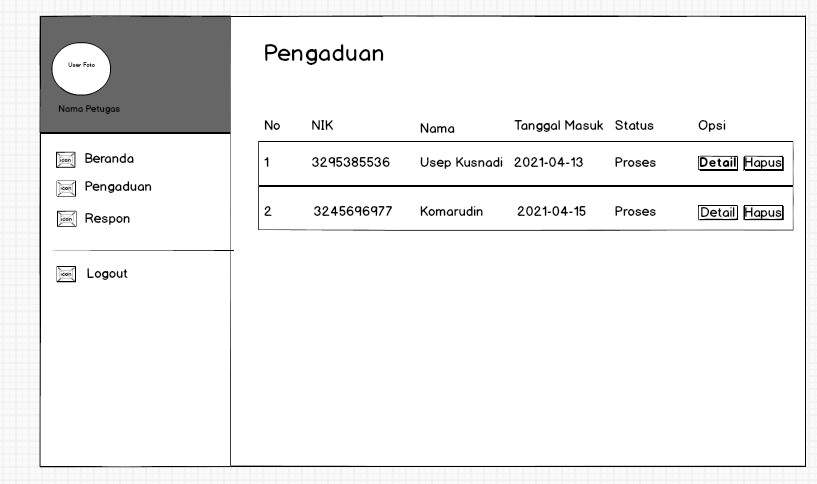 User Foto
Nama Petugas
icon Beranda
icon Pengaduan
icon Respon
icon Logout
Pengaduan
No NIK Nama Tanggal Masuk Status Opsi
1 3295385536 Usep Kusnadi 2021-04-13 Proses Detail Hapus
2 3245696977 Komarudin 2021-04-15 Proses Detail Hapus